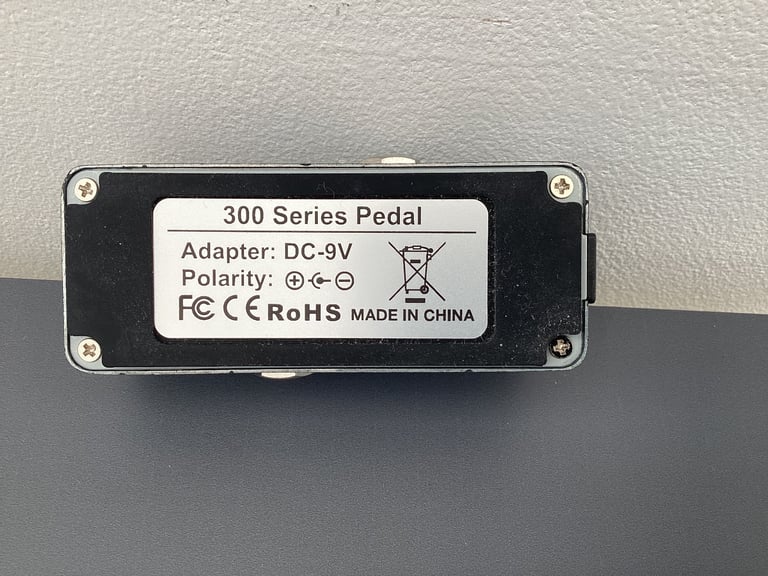 300 Series Pedal
Adapter: DC-9V
Polarity: + -
FC CE RoHS MADE IN CHINA